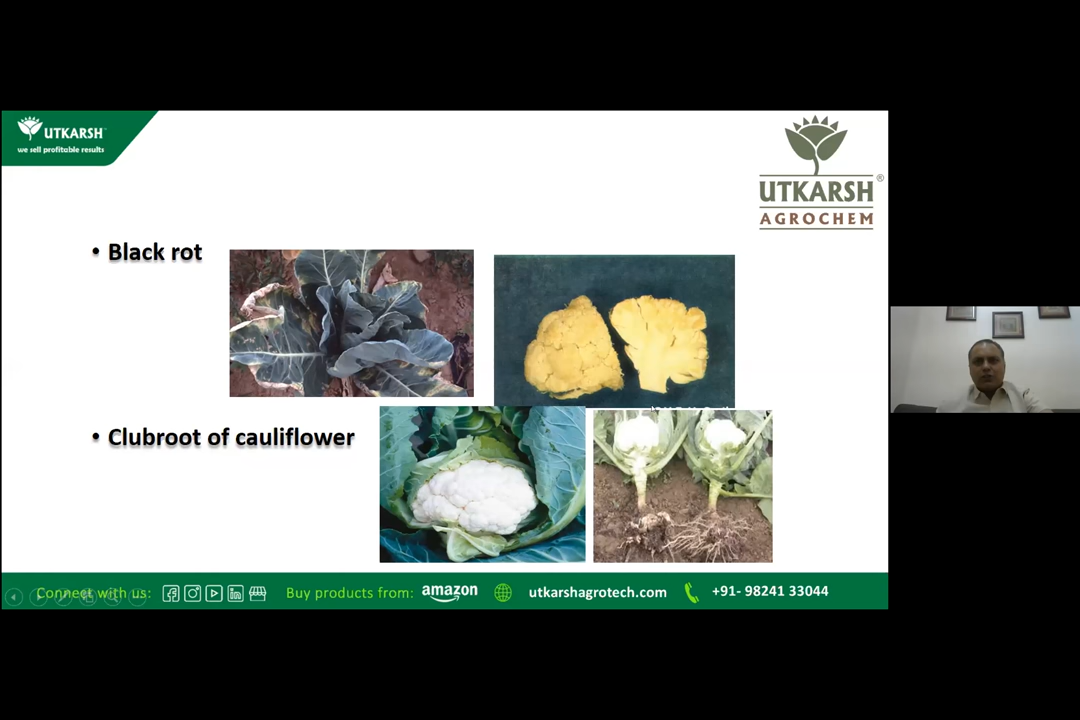 UTKARSH
we sell profitable results
UTKARSH®
AGROCHEM
• Black rot
• Clubroot of cauliflower
Connect with us:
Buy products from: amazon
utkarshagrotech.com
+91- 98241 33044